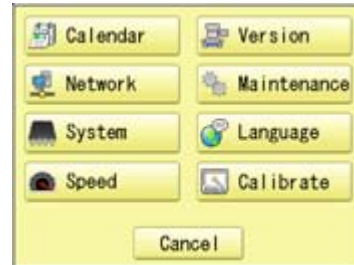 Calendar
Version
Network
Maintenance
System
Language
Speed
Calibrate
Cancel